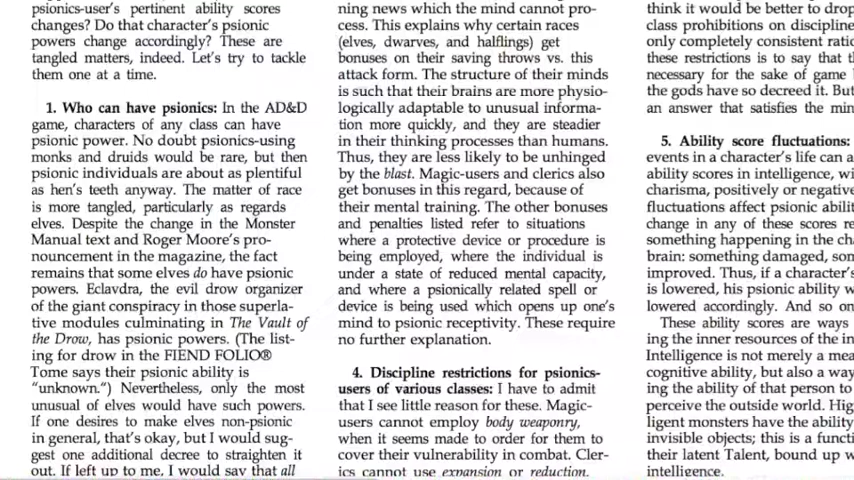 psionics-user's pertinent ability scores
changes? Do that character's psionic
powers change accordingly? These are
tangled matters, indeed. Let's try to tackle
them one at a time.
1. Who can have psionics: In the AD&D
game, characters of any class can have
psionic power. No doubt psionics-using
monks and druids would be rare, but then
psionic individuals are about as plentiful
as hen's teeth anyway. The matter of race
is more tangled, particularly as regards
elves. Despite the change in the Monster
Manual text and Roger Moore's pro-
nouncement in the magazine, the fact
remains that some elves do have psionic
powers. Eclavdra, the evil drow organizer
of the giant conspiracy in those superla-
tive modules culminating in The Vault of
the Drow, has psionic powers. (The list-
ing for drow in the FIEND FOLIO®
Tome says their psionic ability is
"unknown.") Nevertheless, only the most
unusual of elves would have such powers.
If one desires to make elves non-psionic
in general, that's okay, but I would sug-
gest one additional decree to straighten it
out. If left up to me, I would say that all
ning news which the mind cannot pro-
cess. This explains why certain races
(elves, dwarves, and halflings) get
bonuses on their saving throws vs. this
attack form. The structure of their minds
is such that their brains are more physio-
logically adaptable to unusual informa-
tion more quickly, and they are steadier
in their thinking processes than humans.
Thus, they are less likely to be unhinged
by the blast. Magic-users and clerics also
get bonuses in this regard, because of
their mental training. The other bonuses
and penalties listed refer to situations
where a protective device or procedure is
being employed, where the individual is
under a state of reduced mental capacity,
and where a psionically related spell or
device is being used which opens up one's
mind to psionic receptivity. These require
no further explanation.
4. Discipline restrictions for psionics-
users of various classes: I have to admit
that I see little reason for these. Magic-
users cannot employ body weaponry,
when it seems made to order for them to
cover their vulnerability in combat. Cler-
ics cannot use expansion or reduction.
think it would be better to drop
class prohibitions on discipline
only completely consistent ratio
these restrictions is to say that th
necessary for the sake of game
the gods have so decreed it. But
an answer that satisfies the min
5. Ability score fluctuations:
events in a character's life can a
ability scores in intelligence, wi
charisma, positively or negative
fluctuations affect psionic abilit
change in any of these scores re
something happening in the cha
brain: something damaged, som
improved. Thus, if a character's
is lowered, his psionic ability w
lowered accordingly. And so on
These ability scores are ways
ing the inner resources of the in
Intelligence is not merely a mea
cognitive ability, but also a way
ing the ability of that person to
perceive the outside world. Hig
ligent monsters have the ability
invisible objects; this is a functi
their latent Talent, bound up w
intelligence.